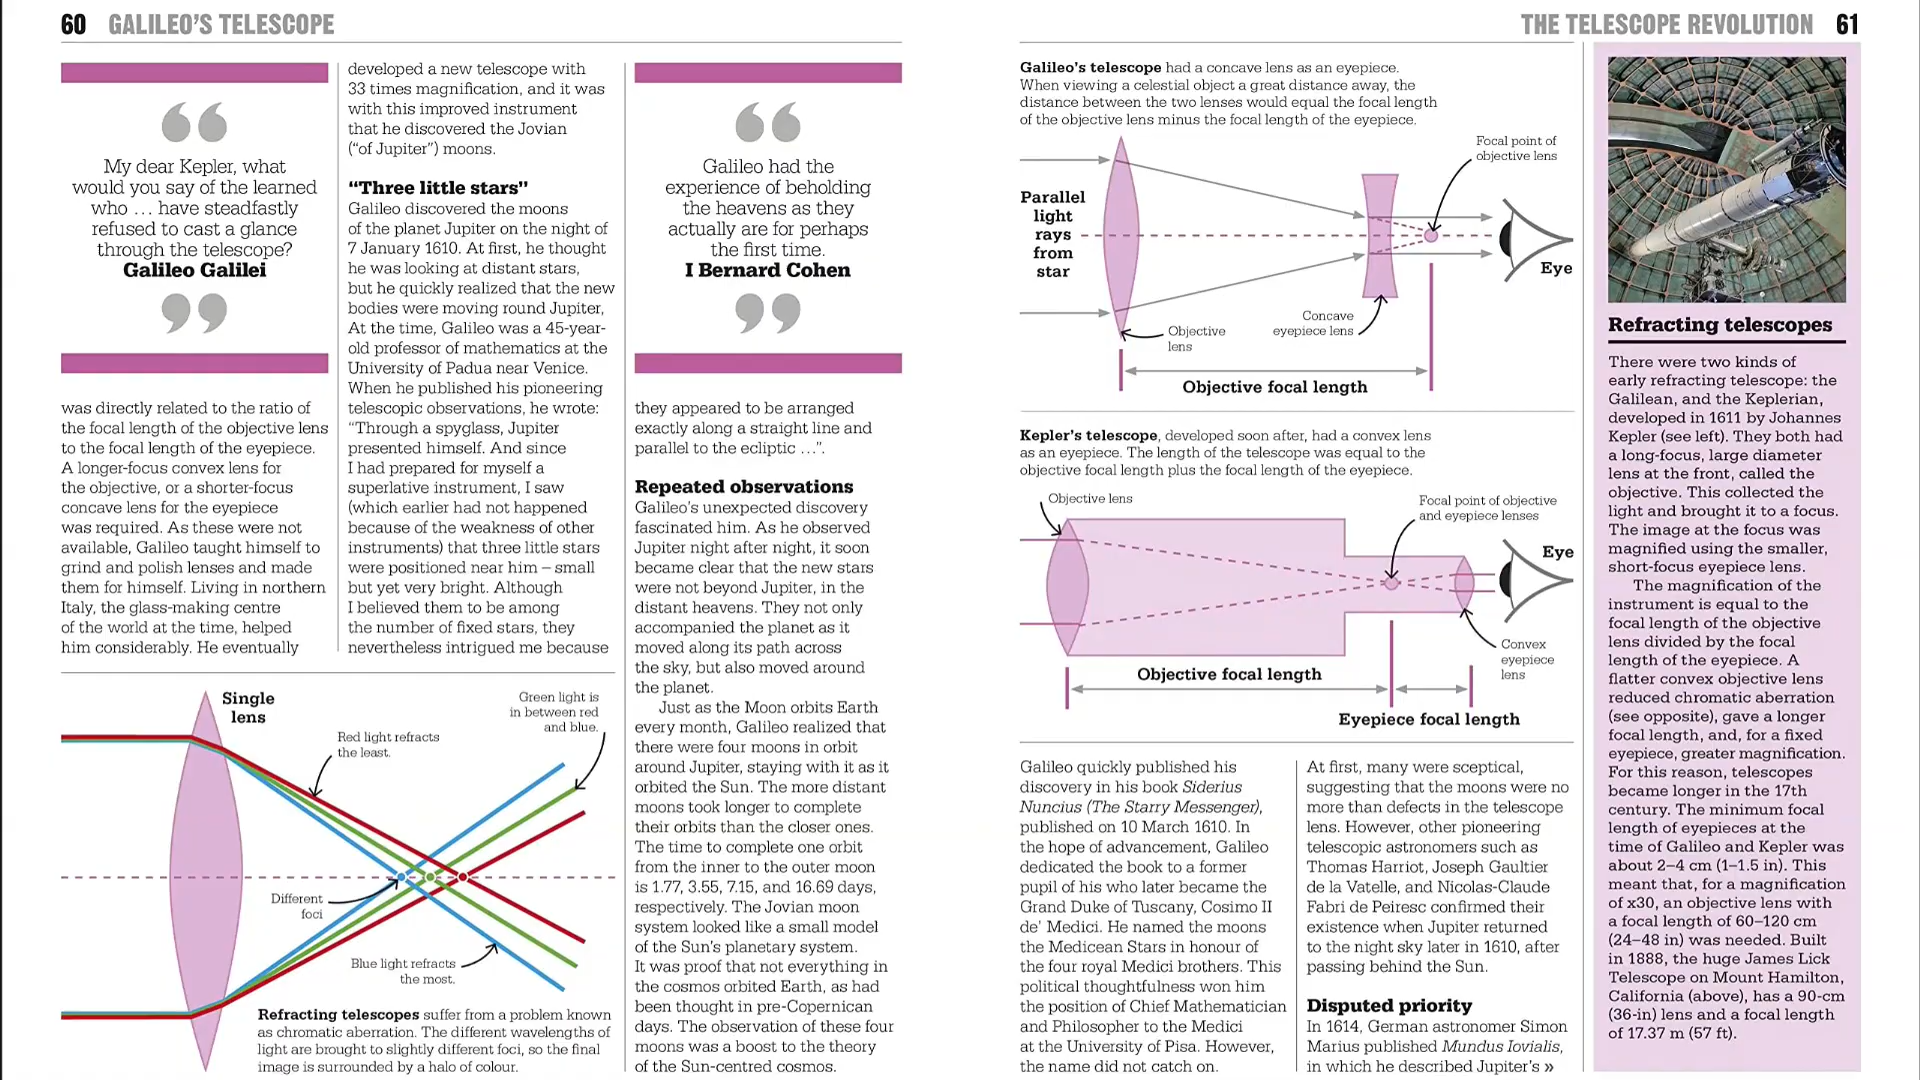 60 GALILEO'S TELESCOPE
My dear Kepler, what
would you say of the learned
who … have steadfastly
refused to cast a glance
through the telescope?
Galileo Galilei
was directly related to the ratio of
the focal length of the objective lens
to the focal length of the eyepiece.
A longer-focus convex lens for
the objective, or a shorter-focus
concave lens for the eyepiece
was required. As these were not
available, Galileo taught himself to
grind and polish lenses and made
them for himself. Living in northern
Italy, the glass-making centre
of the world at the time, helped
him considerably. He eventually
developed a new telescope with
33 times magnification, and it was
with this improved instrument
that he discovered the Jovian
(“of Jupiter”) moons.
“Three little stars”
Galileo discovered the moons
of the planet Jupiter on the night of
7 January 1610. At first, he thought
he was looking at distant stars,
but he quickly realized that the new
bodies were moving round Jupiter,
At the time, Galileo was a 45-year-
old professor of mathematics at the
University of Padua near Venice.
When he published his pioneering
telescopic observations, he wrote:
“Through a spyglass, Jupiter
presented himself. And since
I had prepared for myself a
superlative instrument, I saw
(which earlier had not happened
because of the weakness of other
instruments) that three little stars
were positioned near him – small
but yet very bright. Although
I believed them to be among
the number of fixed stars, they
nevertheless intrigued me because
Galileo had the
experience of beholding
the heavens as they
actually are for perhaps
the first time.
I Bernard Cohen
they appeared to be arranged
exactly along a straight line and
parallel to the ecliptic …”.
Repeated observations
Galileo's unexpected discovery
fascinated him. As he observed
Jupiter night after night, it soon
became clear that the new stars
were not beyond Jupiter, in the
distant heavens. They not only
accompanied the planet as it
moved along its path across
the sky, but also moved around
the planet.
Just as the Moon orbits Earth
every month, Galileo realized that
there were four moons in orbit
around Jupiter, staying with it as it
orbited the Sun. The more distant
moons took longer to complete
their orbits than the closer ones.
The time to complete one orbit
from the inner to the outer moon
is 1.77, 3.55, 7.15, and 16.69 days,
respectively. The Jovian moon
system looked like a small model
of the Sun's planetary system.
It was proof that not everything in
the cosmos orbited Earth, as had
been thought in pre-Copernican
days. The observation of these four
moons was a boost to the theory
of the Sun-centred cosmos.
Single
lens
Red light refracts
the least.
Green light is
in between red
and blue.
Different
foci
Blue light refracts
the most.
Refracting telescopes suffer from a problem known
as chromatic aberration. The different wavelengths of
light are brought to slightly different foci, so the final
image is surrounded by a halo of colour.
THE TELESCOPE REVOLUTION 61
Galileo's telescope had a concave lens as an eyepiece.
When viewing a celestial object a great distance away, the
distance between the two lenses would equal the focal length
of the objective lens minus the focal length of the eyepiece.
Focal point of
objective lens
Parallel
light
rays
from
star
Eye
Objective
lens
Concave
eyepiece lens
Objective focal length
Kepler's telescope, developed soon after, had a convex lens
as an eyepiece. The length of the telescope was equal to the
objective focal length plus the focal length of the eyepiece.
Objective lens
Focal point of objective
and eyepiece lenses
Eye
Convex
eyepiece
lens
Objective focal length
Eyepiece focal length
Galileo quickly published his
discovery in his book Siderius
Nuncius (The Starry Messenger),
published on 10 March 1610. In
the hope of advancement, Galileo
dedicated the book to a former
pupil of his who later became the
Grand Duke of Tuscany, Cosimo II
de' Medici. He named the moons
the Medicean Stars in honour of
the four royal Medici brothers. This
political thoughtfulness won him
the position of Chief Mathematician
and Philosopher to the Medici
at the University of Pisa. However,
the name did not catch on.
At first, many were sceptical,
suggesting that the moons were no
more than defects in the telescope
lens. However, other pioneering
telescopic astronomers such as
Thomas Harriot, Joseph Gaultier
de la Vatelle, and Nicolas-Claude
Fabri de Peiresc confirmed their
existence when Jupiter returned
to the night sky later in 1610, after
passing behind the Sun.
Disputed priority
In 1614, German astronomer Simon
Marius published Mundus Iovialis,
in which he described Jupiter's »
Refracting telescopes
There were two kinds of
early refracting telescope: the
Galilean, and the Keplerian,
developed in 1611 by Johannes
Kepler (see left). They both had
a long-focus, large diameter
lens at the front, called the
objective. This collected the
light and brought it to a focus.
The image at the focus was
magnified using the smaller,
short-focus eyepiece lens.
The magnification of the
instrument is equal to the
focal length of the objective
lens divided by the focal
length of the eyepiece. A
flatter convex objective lens
reduced chromatic aberration
(see opposite), gave a longer
focal length, and, for a fixed
eyepiece, greater magnification.
For this reason, telescopes
became longer in the 17th
century. The minimum focal
length of eyepieces at the
time of Galileo and Kepler was
about 2–4 cm (1–1.5 in). This
meant that, for a magnification
of x30, an objective lens with
a focal length of 60–120 cm
(24–48 in) was needed. Built
in 1888, the huge James Lick
Telescope on Mount Hamilton,
California (above), has a 90-cm
(36-in) lens and a focal length
of 17.37 m (57 ft).